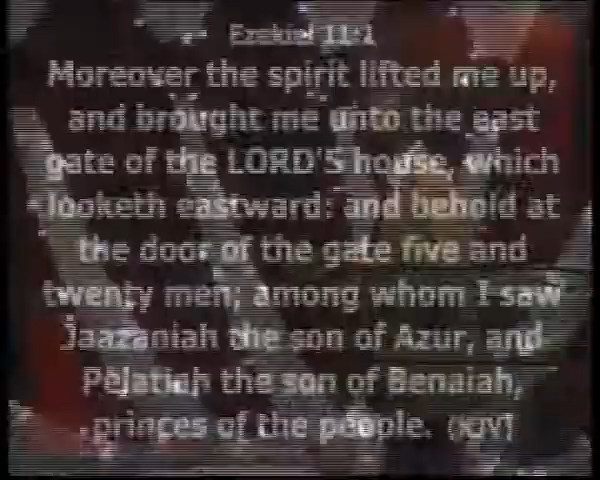 Ezekiel 11:1
Moreover the spirit lifted me up,
and brought me unto the east
gate of the LORD'S house, which
looketh eastward: and behold at
the door of the gate five and
twenty men; among whom I saw
Jaazaniah the son of Azur, and
Pelatiah the son of Benaiah,
princes of the people. (KJV)